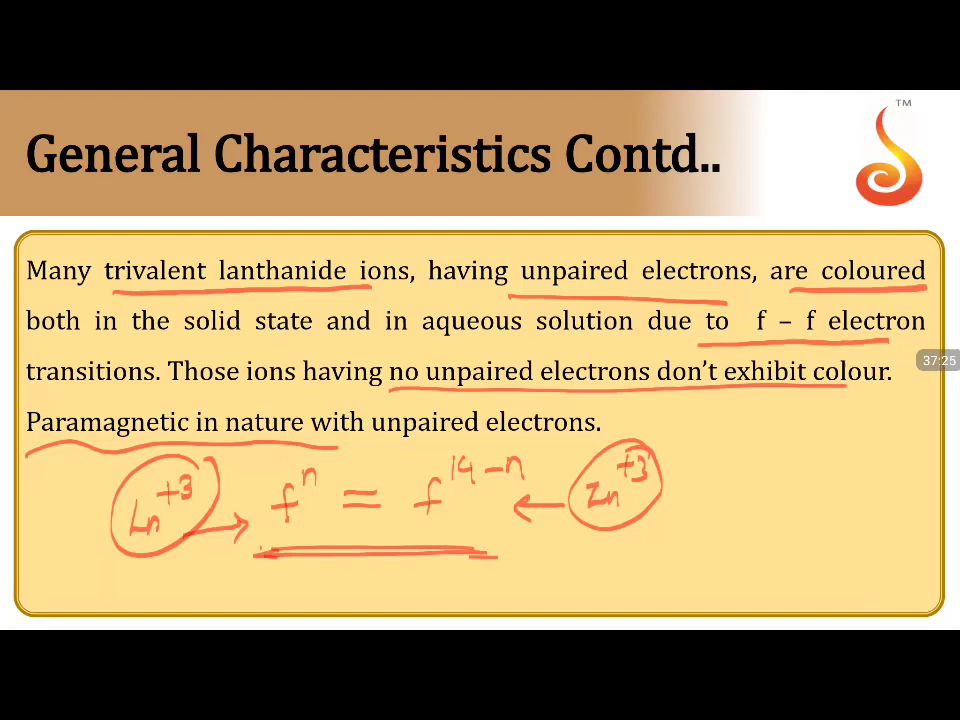 TM
General Characteristics Contd..
Many trivalent lanthanide ions, having unpaired electrons, are coloured
both in the solid state and in aqueous solution due to f – f electron
37:25
transitions. Those ions having no unpaired electrons don't exhibit colour.
Paramagnetic in nature with unpaired electrons.
Ln+3 → fn = f14-n ← Zn+3